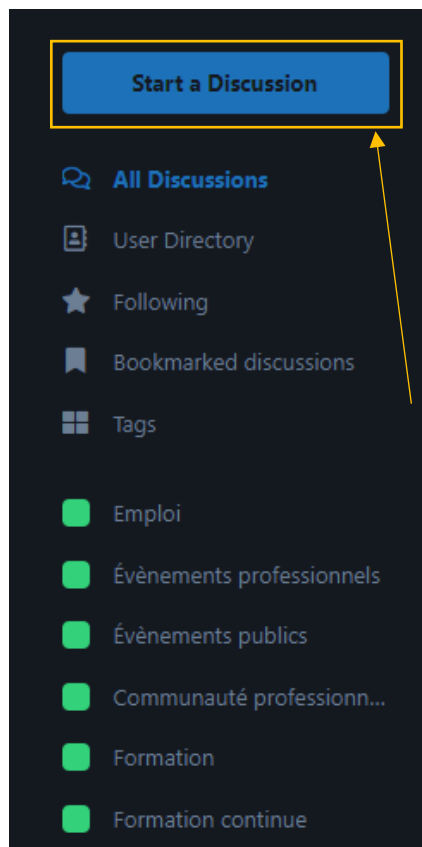 Start a Discussion
All Discussions
User Directory
Following
Bookmarked discussions
Tags
Emploi
Évènements professionnels
Évènements publics
Communauté professionn...
Formation
Formation continue